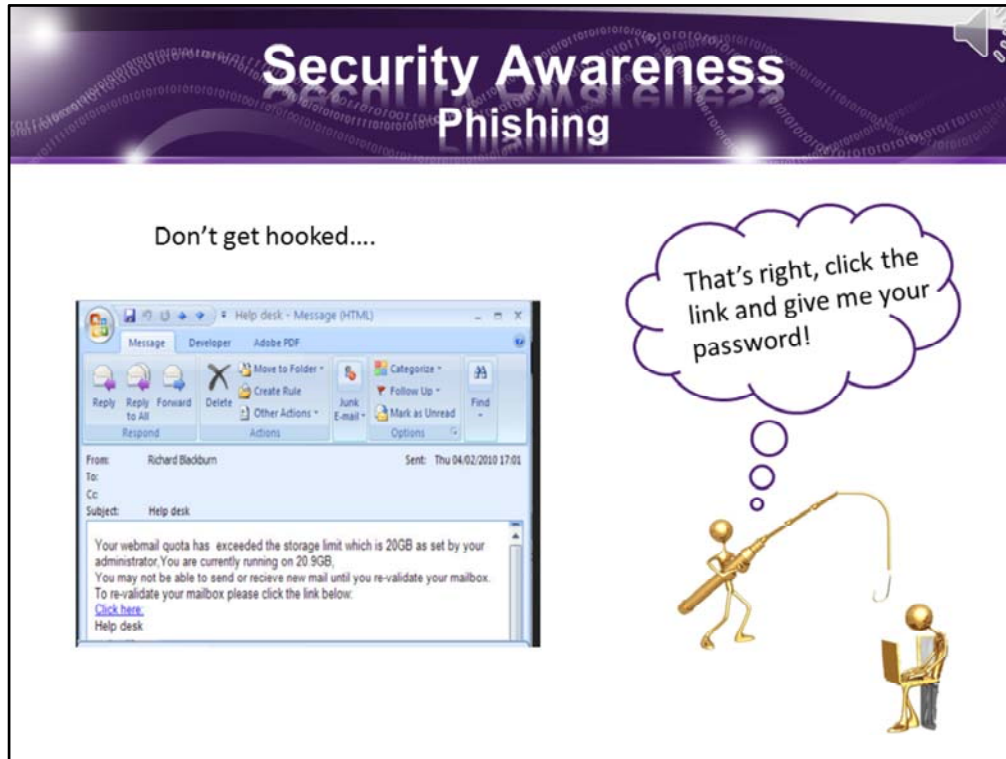 Security Awareness
Phishing
Don't get hooked....
That's right, click the
link and give me your
password!
Help desk - Message (HTML)
Message Developer Adobe PDF
Reply Reply to All Forward
Delete
Move to Folder
Create Rule
Other Actions
Junk E-mail
Categorize
Follow Up
Mark as Unread
Find
Respond Actions Options
From: Richard Blackburn Sent: Thu 04/02/2010 17:01
To:
Cc:
Subject: Help desk
Your webmail quota has exceeded the storage limit which is 20GB as set by your
administrator,You are currently running on 20 9GB,
You may not be able to send or recieve new mail until you re-validate your mailbox.
To re-validate your mailbox please click the link below:
Click here:
Help desk